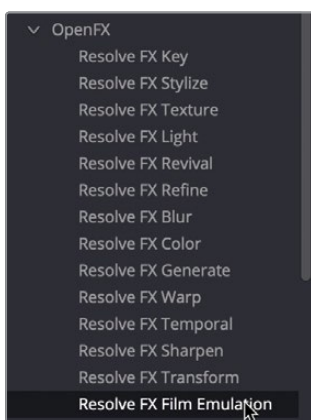 OpenFX
Resolve FX Key
Resolve FX Stylize
Resolve FX Texture
Resolve FX Light
Resolve FX Revival
Resolve FX Refine
Resolve FX Blur
Resolve FX Color
Resolve FX Generate
Resolve FX Warp
Resolve FX Temporal
Resolve FX Sharpen
Resolve FX Transform
Resolve FX Film Emulation